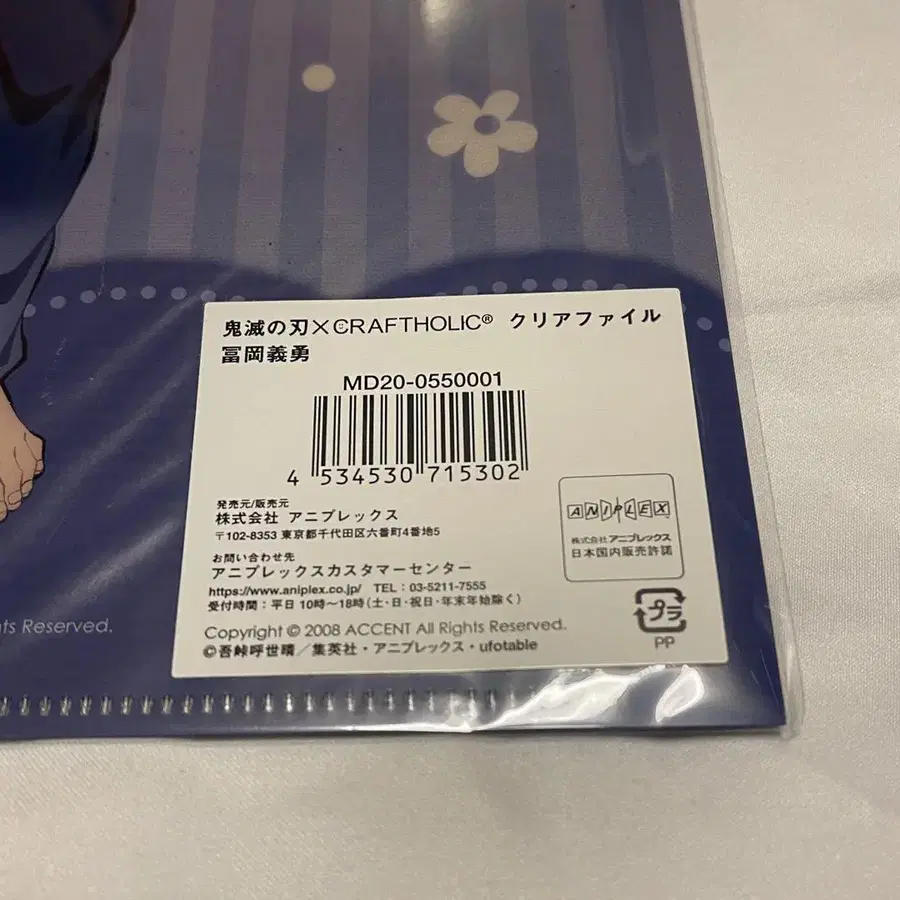 鬼滅の刃×CRAFTHOLIC® クリアファイル
冨岡義勇
MD20-0550001
4 534530 715302
発売元/販売元
株式会社 アニプレックス
〒102-8353 東京都千代田区六番町4番地5
お問い合わせ先
アニプレックスカスタマーセンター
https://www.aniplex.co.jp/ TEL：03-5211-7555
受付時間：平日 10時〜18時(土・日・祝日・年末年始除く)
Copyright © 2008 ACCENT All Rights Reserved.
©吾峠呼世晴／集英社・アニプレックス・ufotable
ANIPLEX
株式会社アニプレックス
日本国内販売許諾
プラ
PP
Reserved.